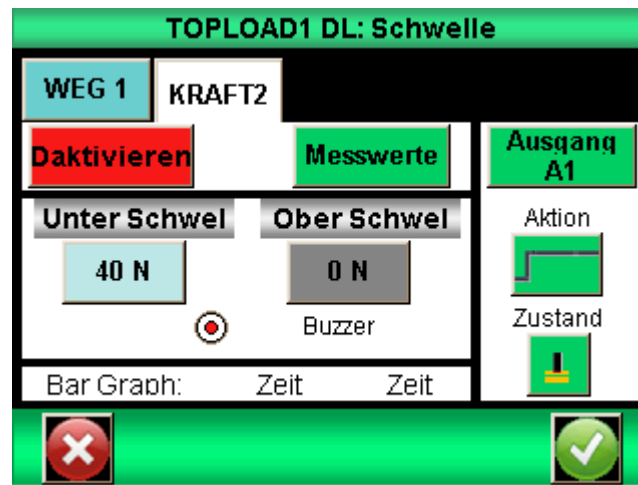 TOPLOAD1 DL: Schwelle
WEG 1
KRAFT2
Daktivieren
Messwerte
Ausgang
A1
Unter Schwel
Ober Schwel
Aktion
40 N
0 N
Buzzer
Zustand
Bar Graph: Zeit Zeit